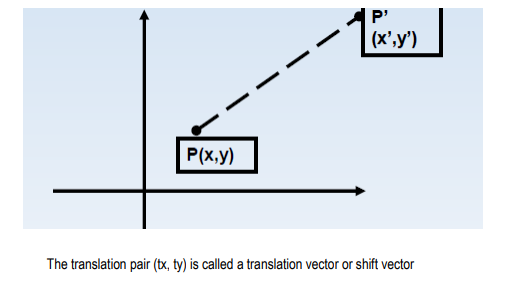 P’
(x’,y’)
P(x,y)
The translation pair (tx, ty) is called a translation vector or shift vector